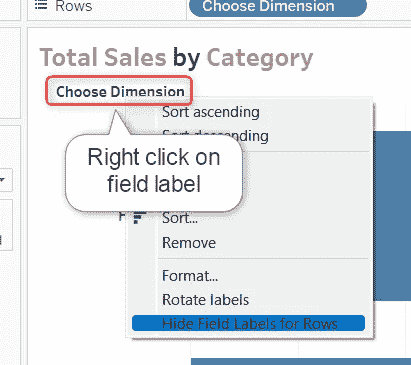 Rows
Choose Dimension
Total Sales by Category
Choose Dimension
Sort ascending
Sort descending
Right click on
field label
Sort...
Remove
Format...
Rotate labels
Hide Field Labels for Rows